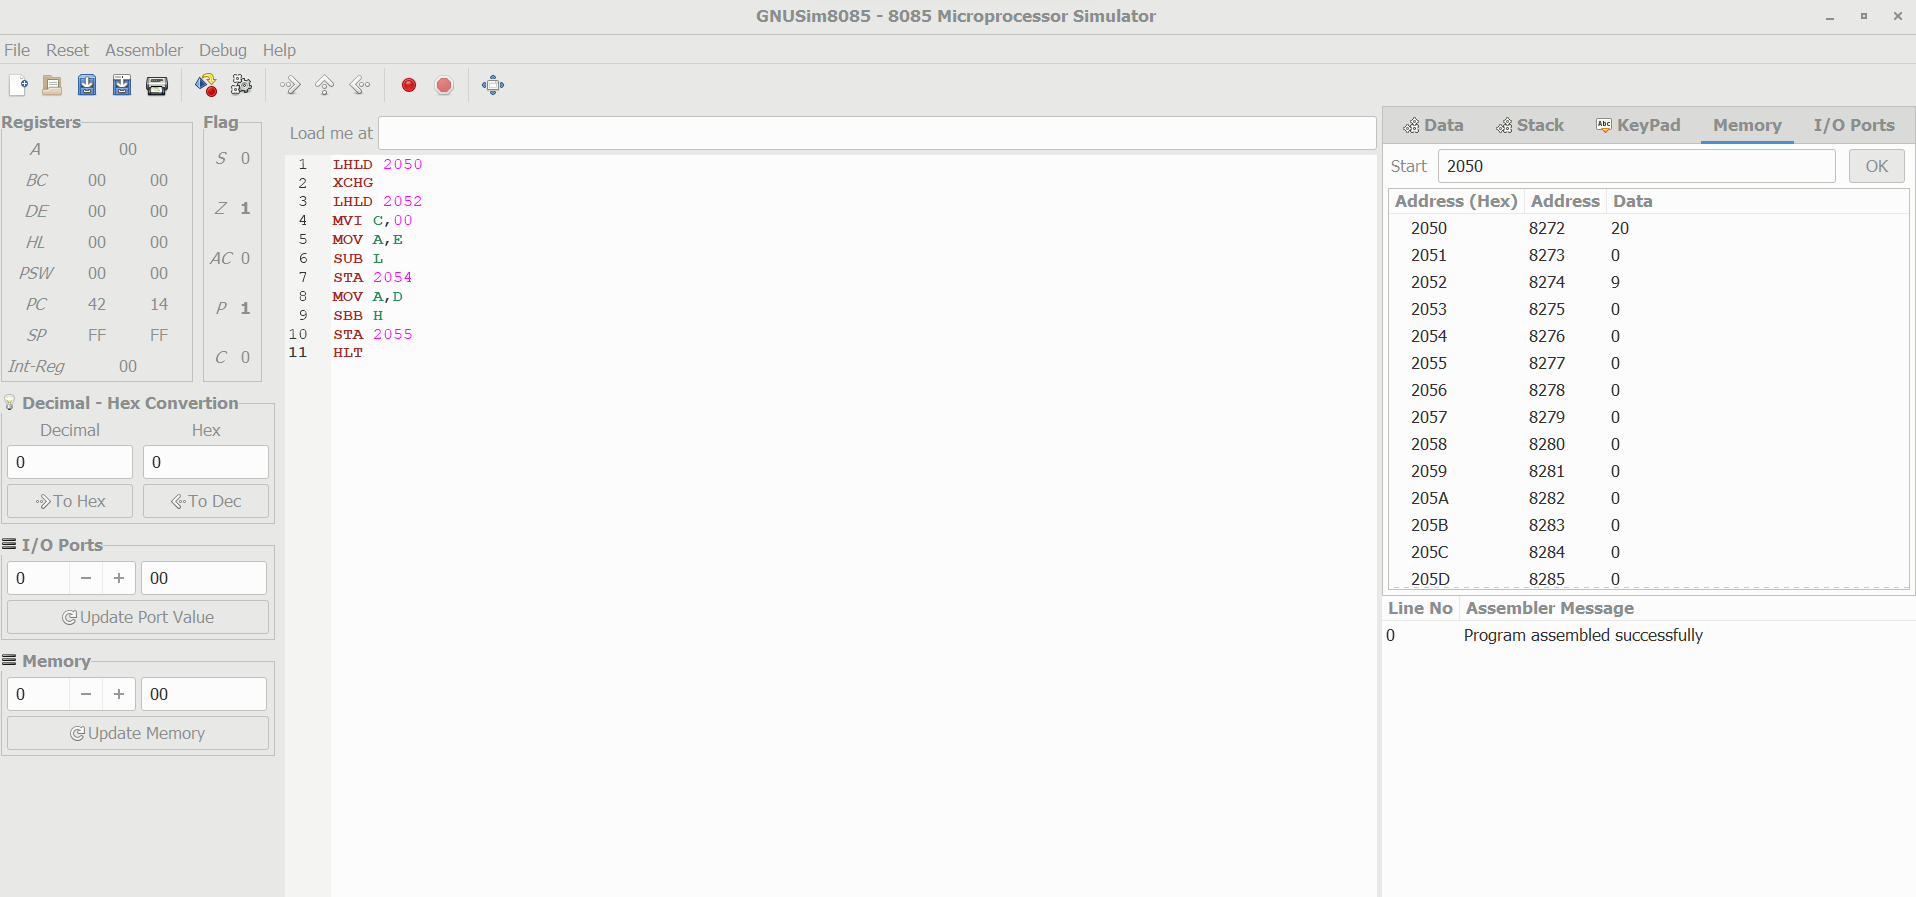 GNUSim8085 - 8085 Microprocessor Simulator
File Reset Assembler Debug Help
Registers
A 00
BC 00 00
DE 00 00
HL 00 00
PSW 00 00
PC 42 14
SP FF FF
Int-Reg 00
Flag
S 0
Z 1
AC 0
P 1
C 0
Decimal - Hex Convertion
Decimal Hex
0 0
To Hex To Dec
I/O Ports
0 − + 00
Update Port Value
Memory
0 − + 00
Update Memory
Load me at
1 LHLD 2050
2 XCHG
3 LHLD 2052
4 MVI C,00
5 MOV A,E
6 SUB L
7 STA 2054
8 MOV A,D
9 SBB H
10 STA 2055
11 HLT
Data Stack Abc KeyPad Memory I/O Ports
Start 2050 OK
Address (Hex) Address Data
2050 8272 20
2051 8273 0
2052 8274 9
2053 8275 0
2054 8276 0
2055 8277 0
2056 8278 0
2057 8279 0
2058 8280 0
2059 8281 0
205A 8282 0
205B 8283 0
205C 8284 0
205D 8285 0
Line No Assembler Message
0 Program assembled successfully